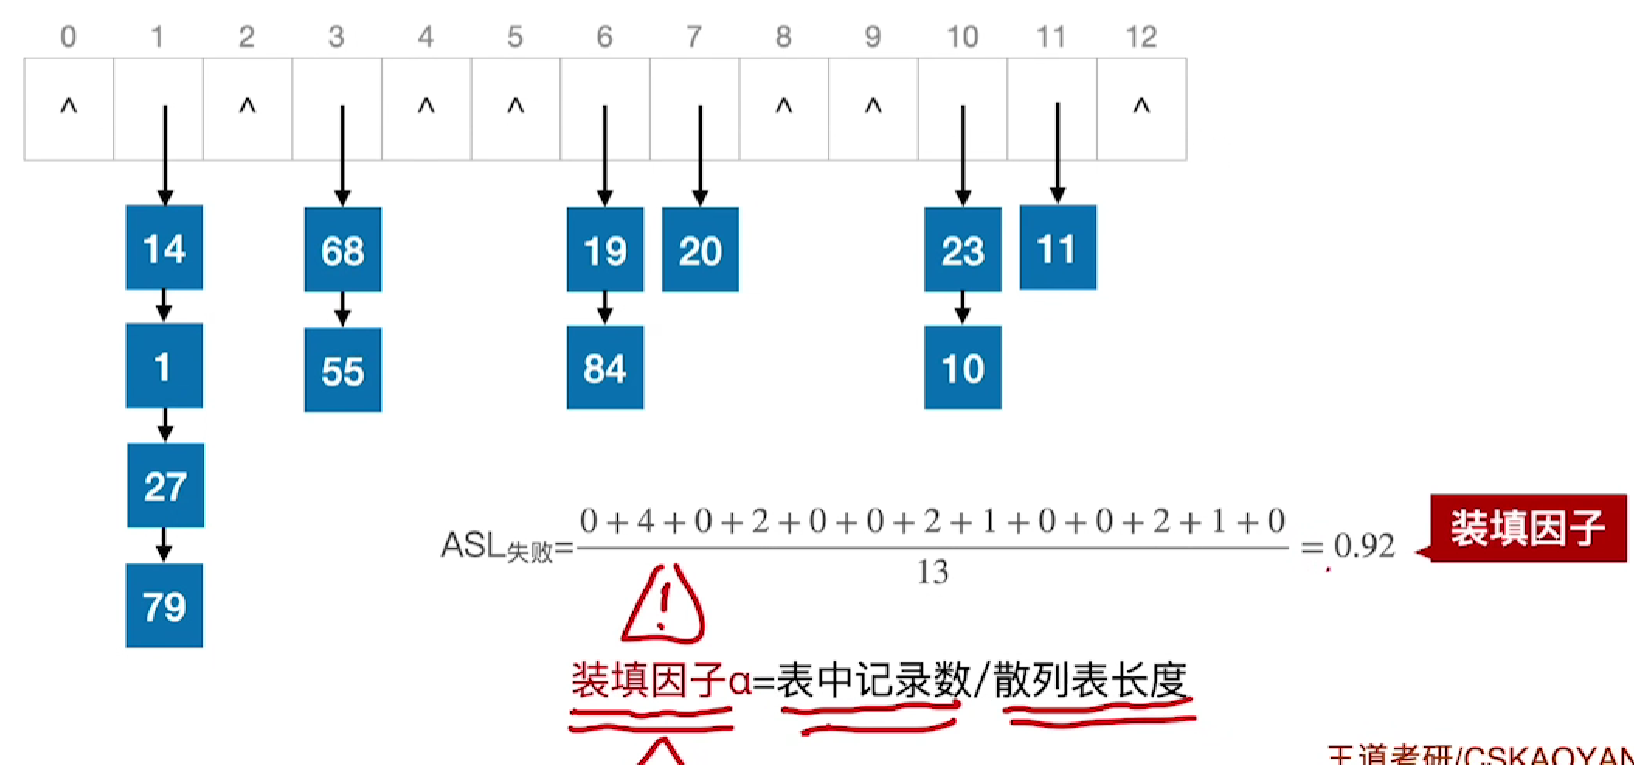 0 1 2 3 4 5 6 7 8 9 10 11 12
^ ^ ^ ^ ^ ^ ^
14 68 19 20 23 11
1 55 84 10
27
79
ASL失败= 0+4+0+2+0+0+2+1+0+0+2+1+0 / 13 = 0.92
装填因子
!
装填因子α=表中记录数/散列表长度
王道考研/CSKAOYAN